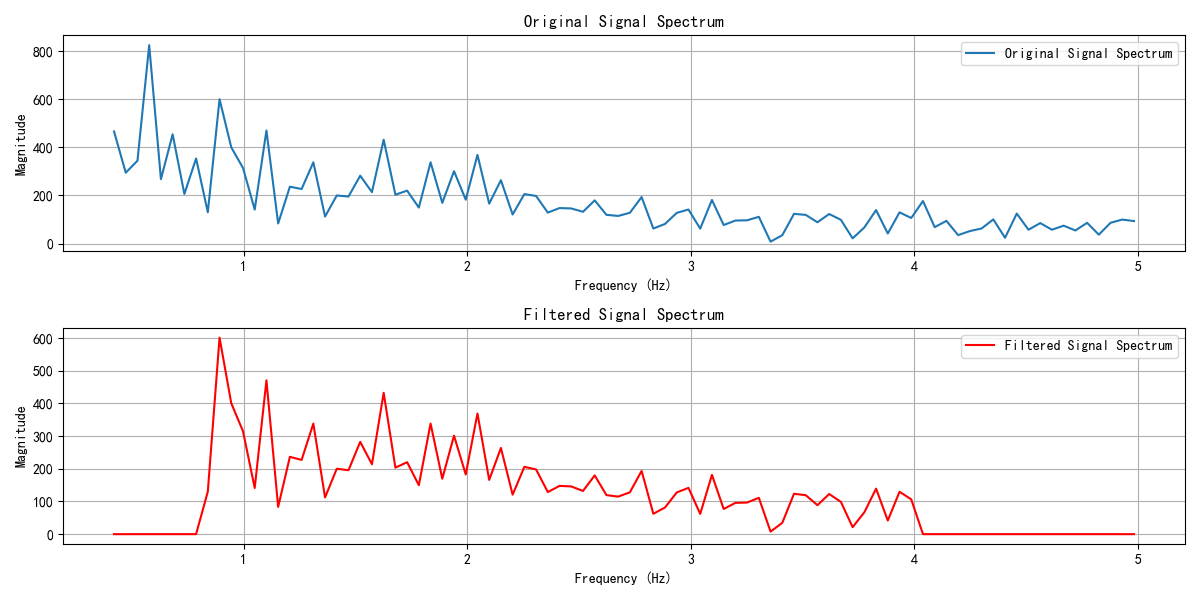 Original Signal Spectrum
800
600
400
200
0
Magnitude
Original Signal Spectrum
1 2 3 4 5
Frequency (Hz)
Filtered Signal Spectrum
600
500
400
300
200
100
0
Magnitude
Filtered Signal Spectrum
1 2 3 4 5
Frequency (Hz)